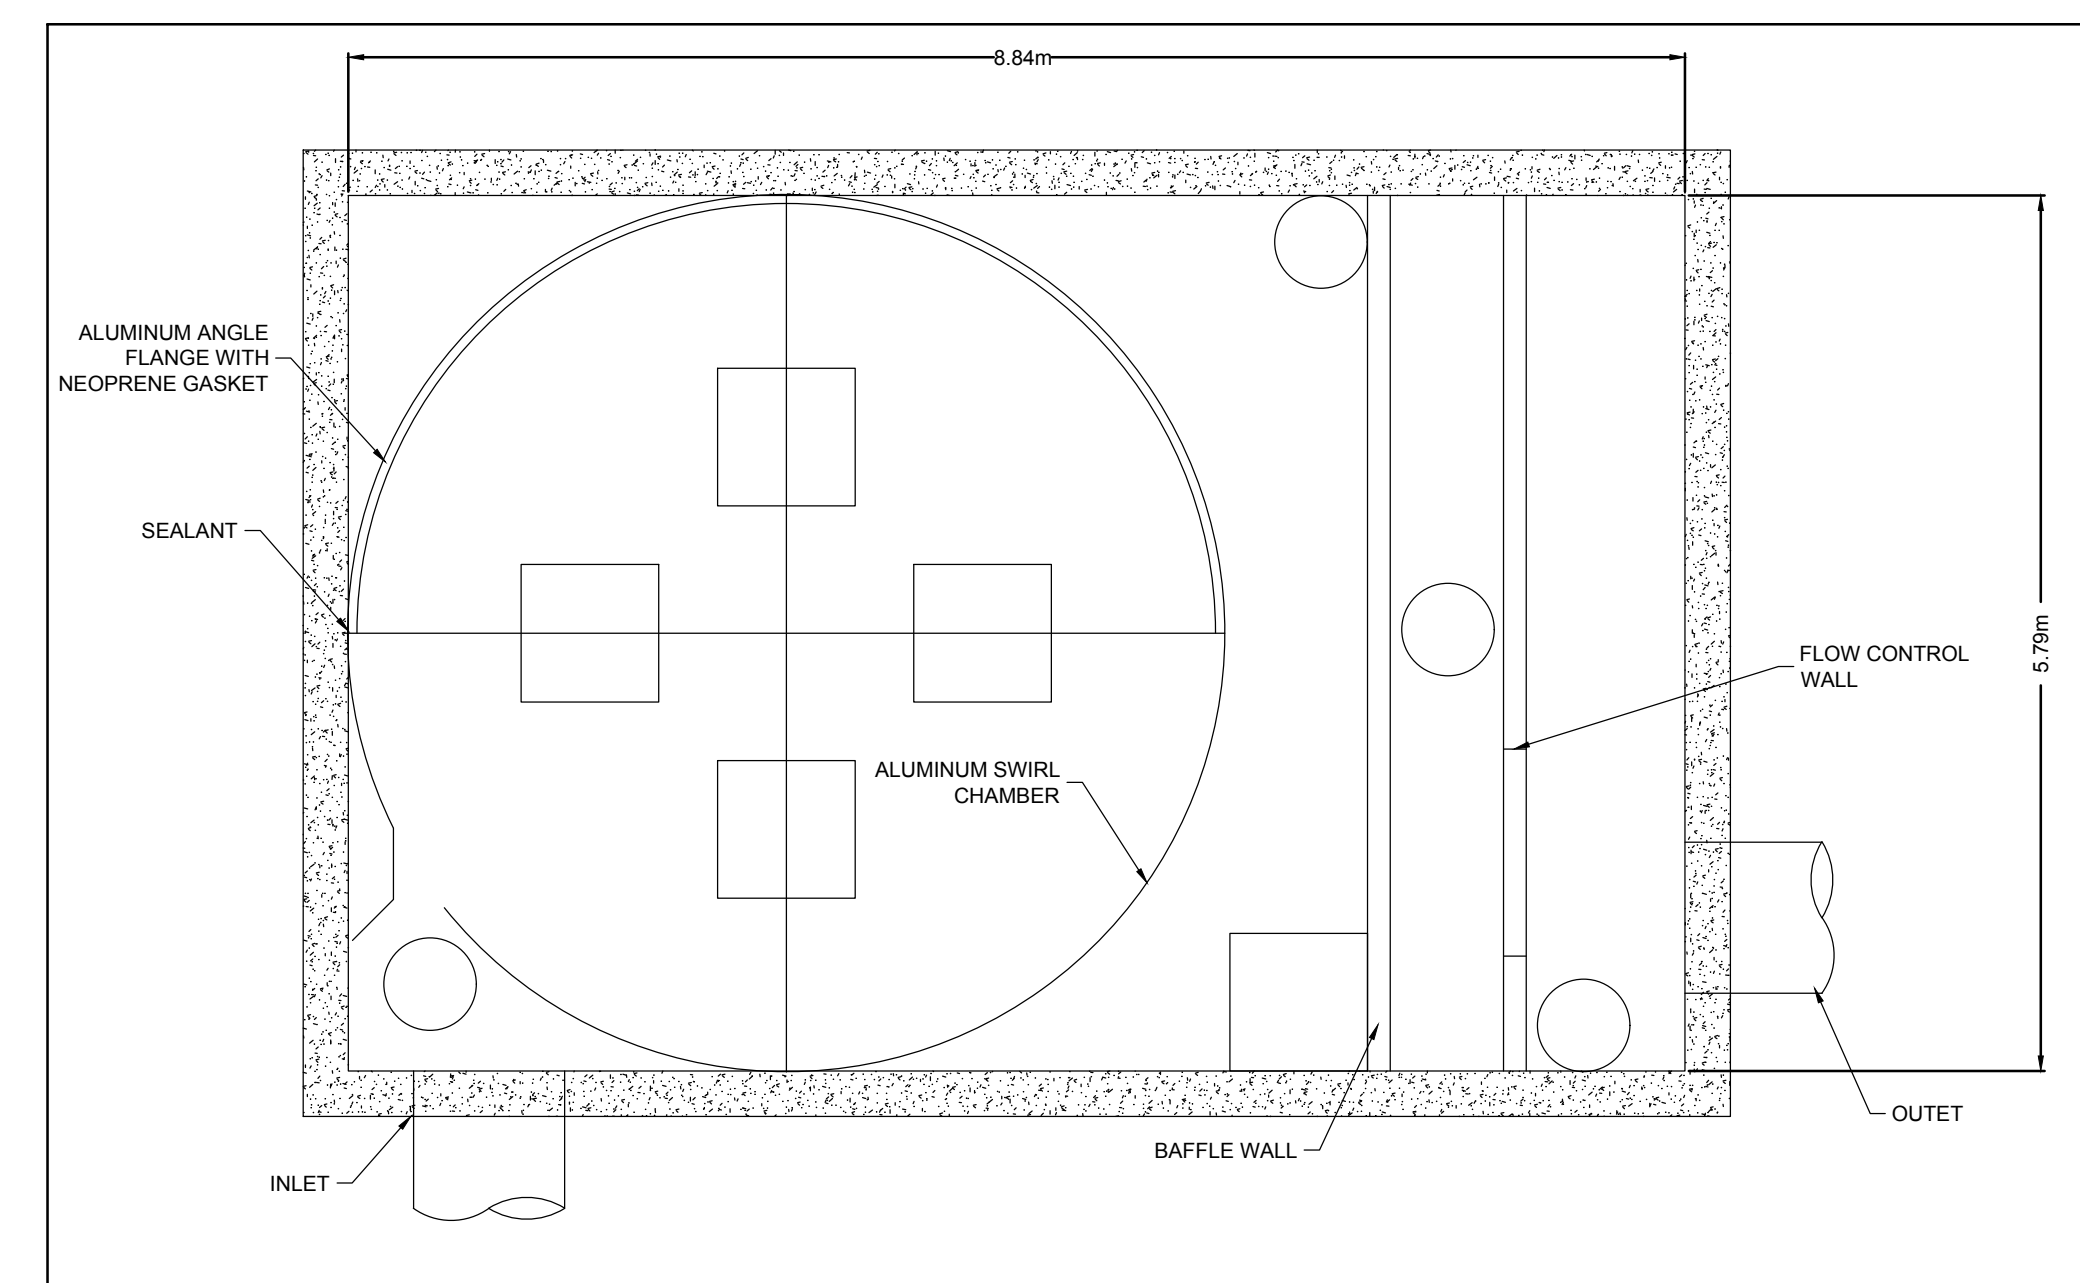 8.84m
ALUMINUM ANGLE
FLANGE WITH
NEOPRENE GASKET
SEALANT
5.79m
FLOW CONTROL
WALL
ALUMINUM SWIRL
CHAMBER
OUTET
BAFFLE WALL
INLET